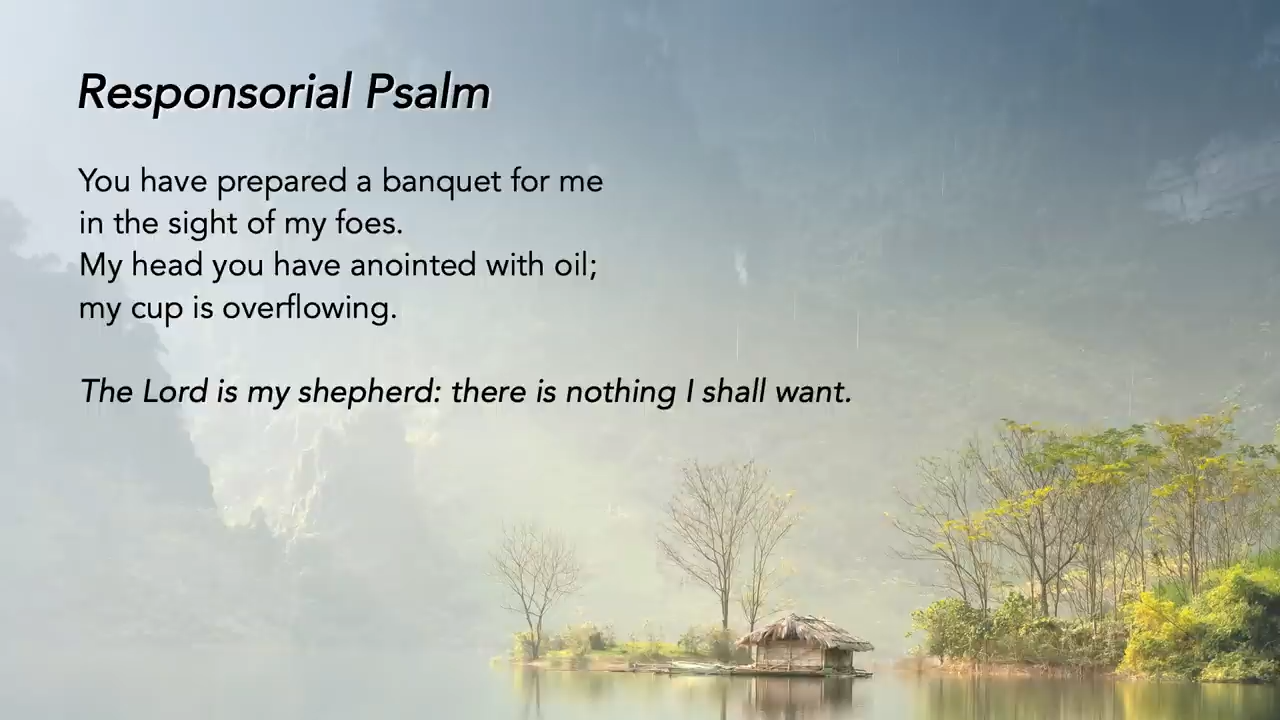 Responsorial Psalm
You have prepared a banquet for me
in the sight of my foes.
My head you have anointed with oil;
my cup is overflowing.
The Lord is my shepherd: there is nothing I shall want.